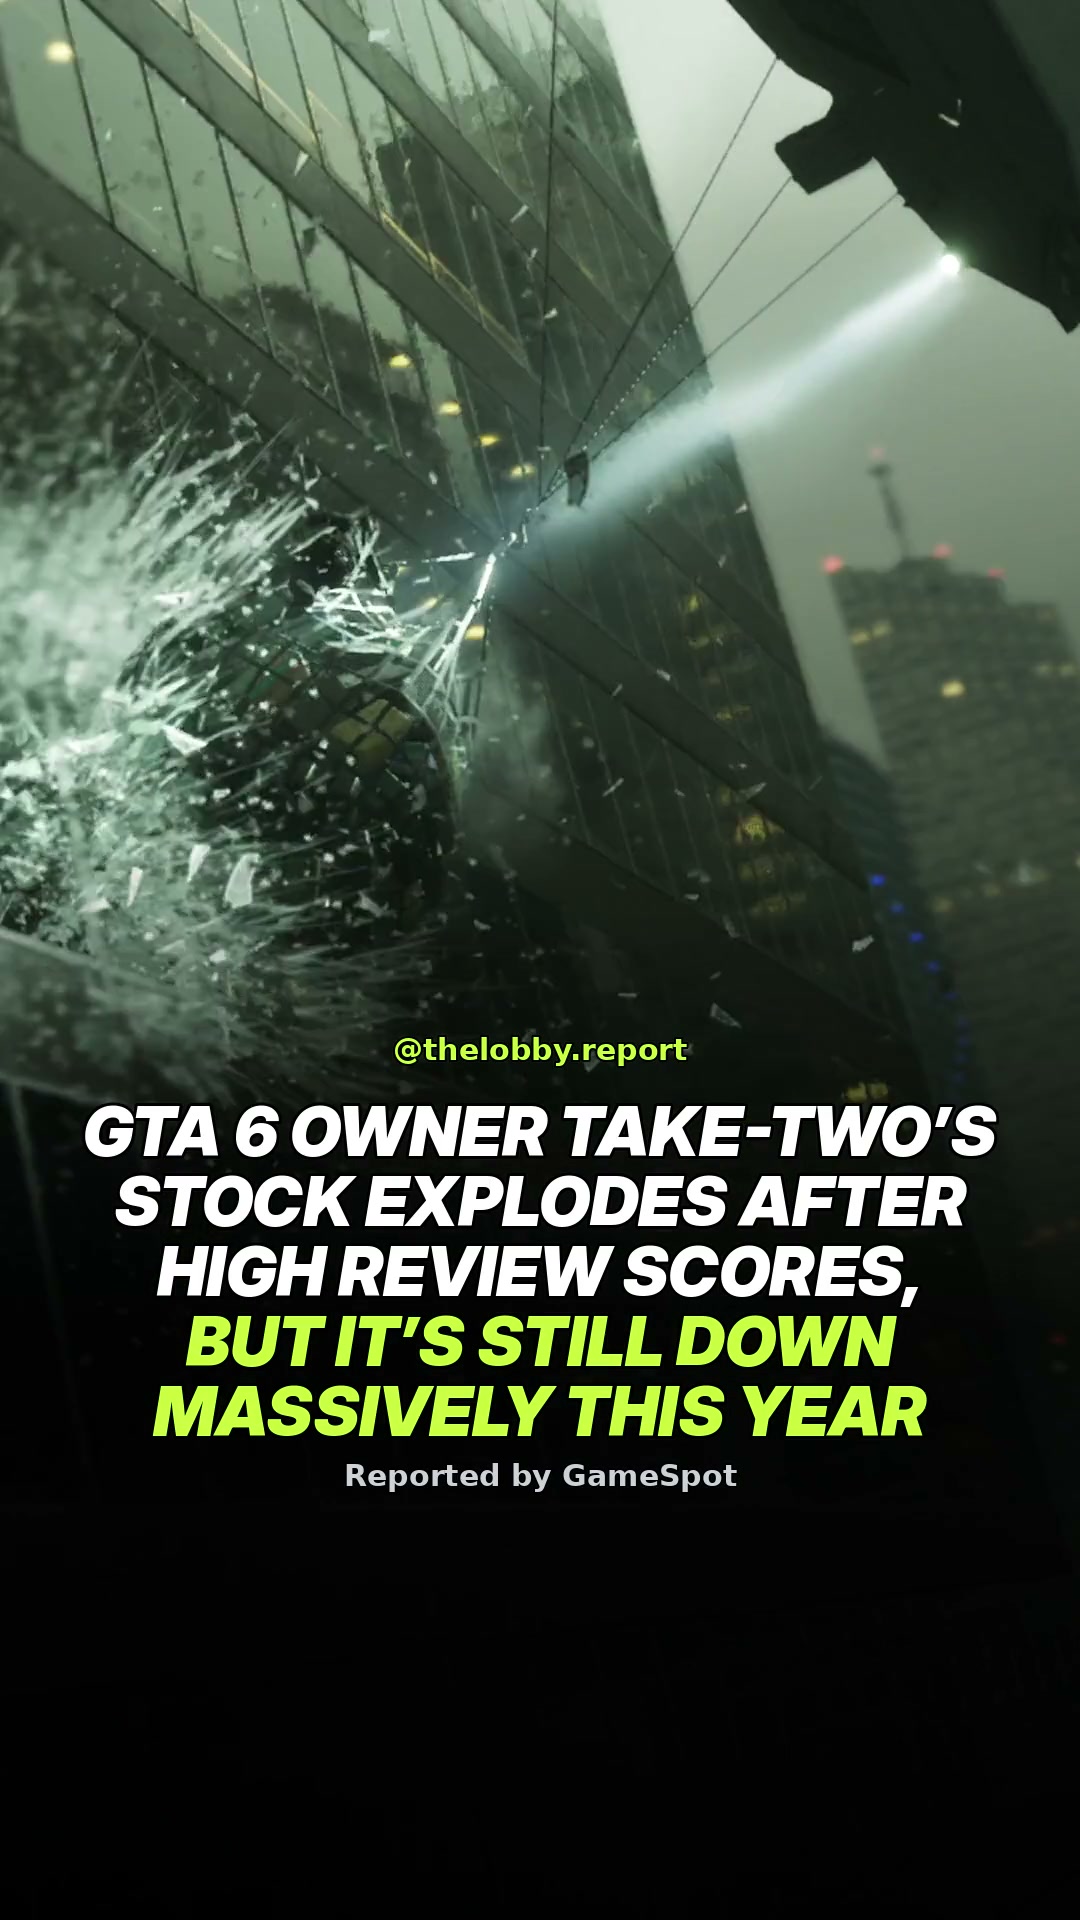 @thelobby.report
GTA 6 OWNER TAKE-TWO’S
STOCK EXPLODES AFTER
HIGH REVIEW SCORES,
BUT IT’S STILL DOWN
MASSIVELY THIS YEAR
Reported by GameSpot